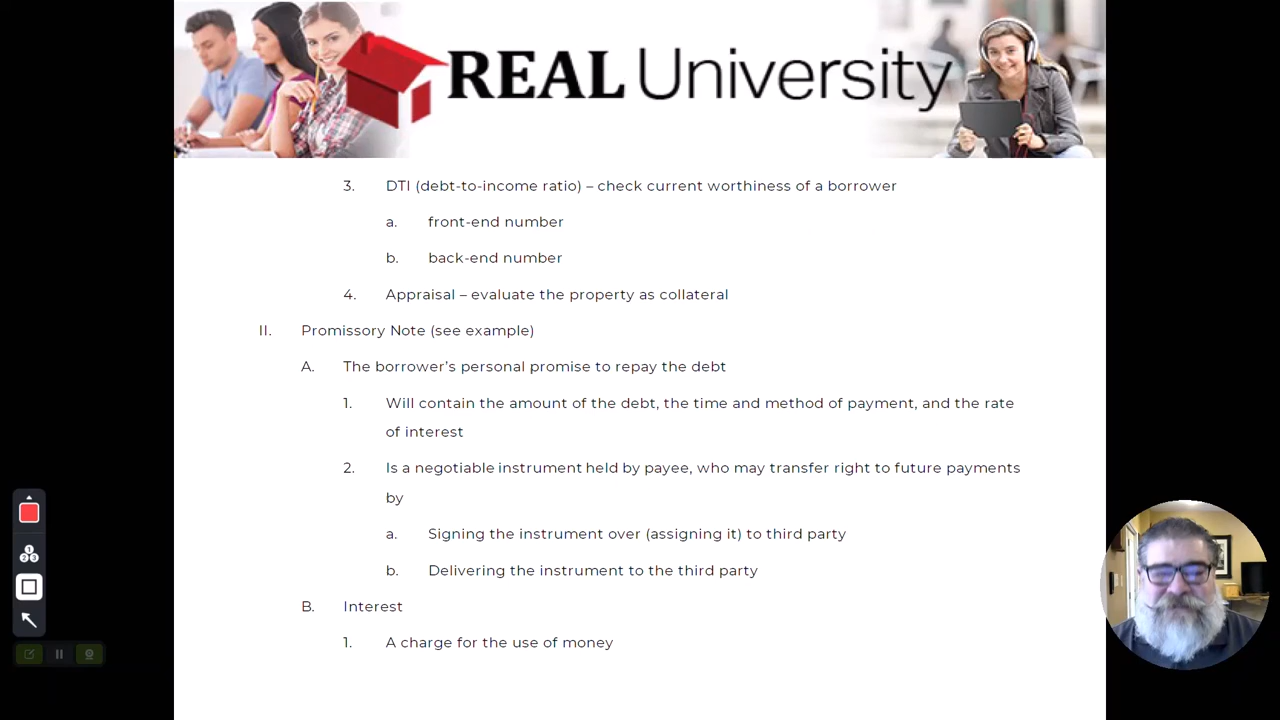 REAL University
3. DTI (debt-to-income ratio) – check current worthiness of a borrower
a. front-end number
b. back-end number
4. Appraisal – evaluate the property as collateral
II. Promissory Note (see example)
A. The borrower's personal promise to repay the debt
1. Will contain the amount of the debt, the time and method of payment, and the rate
of interest
2. Is a negotiable instrument held by payee, who may transfer right to future payments
by
a. Signing the instrument over (assigning it) to third party
b. Delivering the instrument to the third party
B. Interest
1. A charge for the use of money